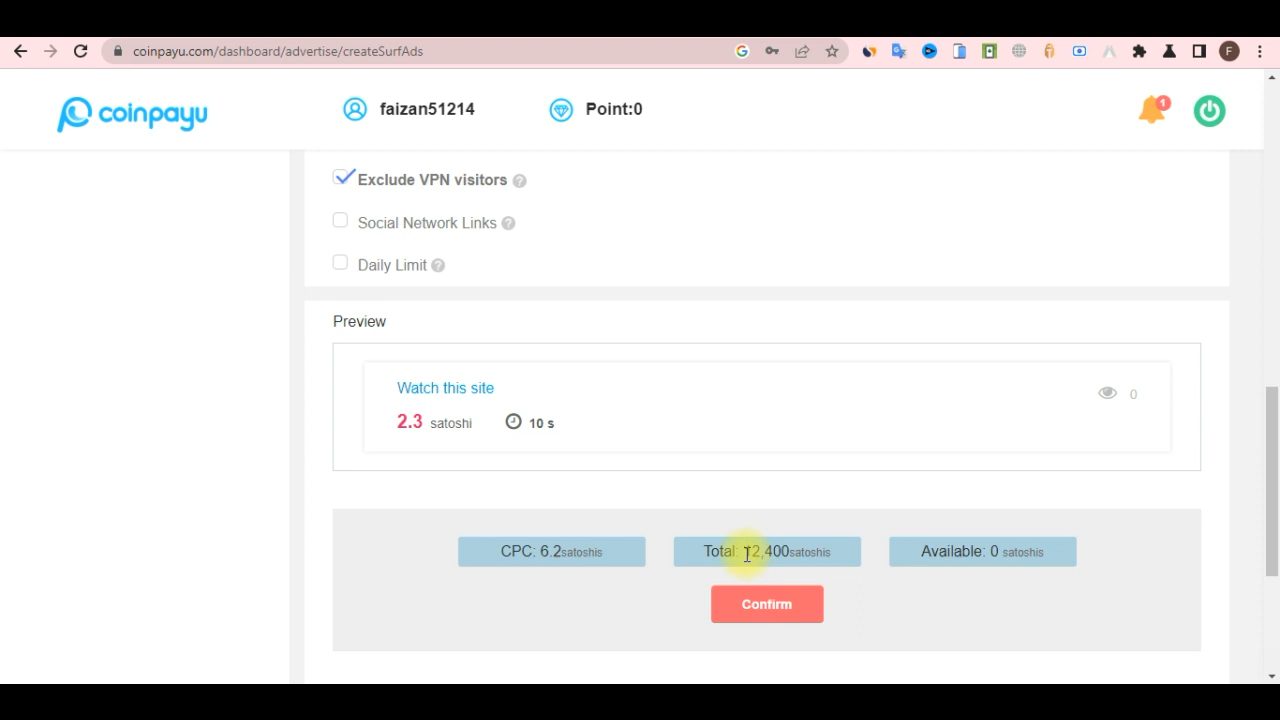 coinpayu.com/dashboard/advertise/createSurfAds
F
coinpayu
faizan51214
Point:0
1
Exclude VPN visitors ?
Social Network Links ?
Daily Limit ?
Preview
Watch this site
0
2.3 satoshi
10 s
CPC: 6.2satoshis
Total: 12,400satoshis
Available: 0 satoshis
Confirm